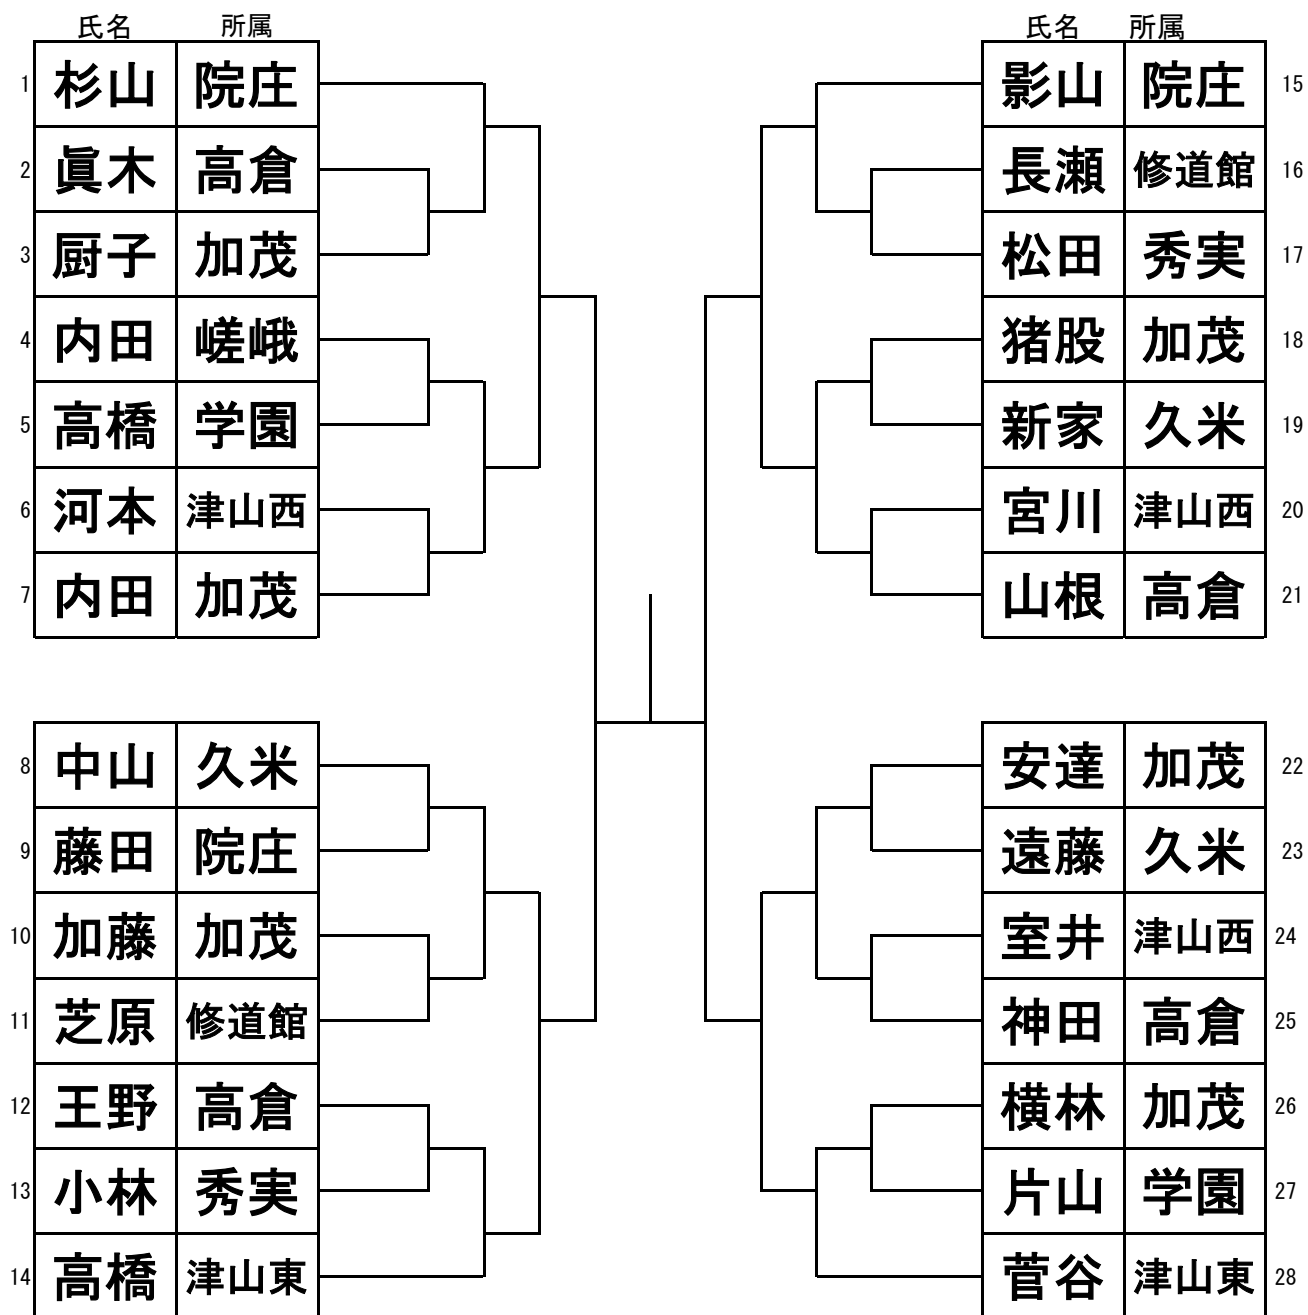 氏名 所属
1 杉山 院庄
2 眞木 高倉
3 厨子 加茂
4 内田 嵯峨
5 高橋 学園
6 河本 津山西
7 内田 加茂
8 中山 久米
9 藤田 院庄
10 加藤 加茂
11 芝原 修道館
12 王野 高倉
13 小林 秀実
14 高橋 津山東
氏名 所属
影山 院庄 15
長瀬 修道館 16
松田 秀実 17
猪股 加茂 18
新家 久米 19
宮川 津山西 20
山根 高倉 21
安達 加茂 22
遠藤 久米 23
室井 津山西 24
神田 高倉 25
横林 加茂 26
片山 学園 27
菅谷 津山東 28